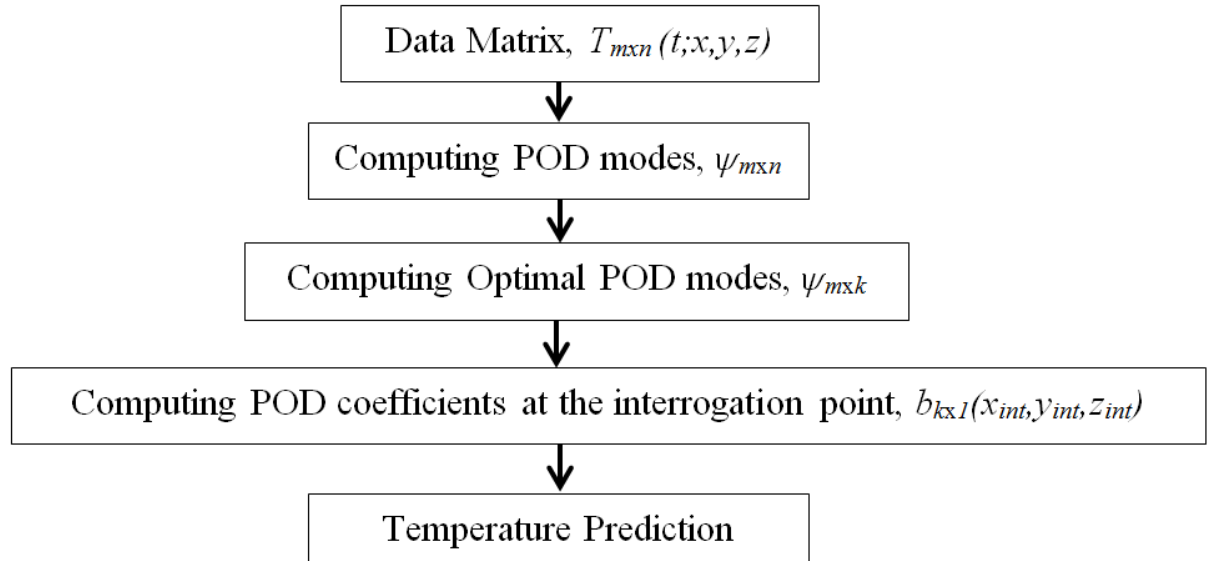 Data Matrix, Tmxn (t;x,y,z)
Computing POD modes, ψmxn
Computing Optimal POD modes, ψmxk
Computing POD coefficients at the interrogation point, bkx1(xint,yint,zint)
Temperature Prediction